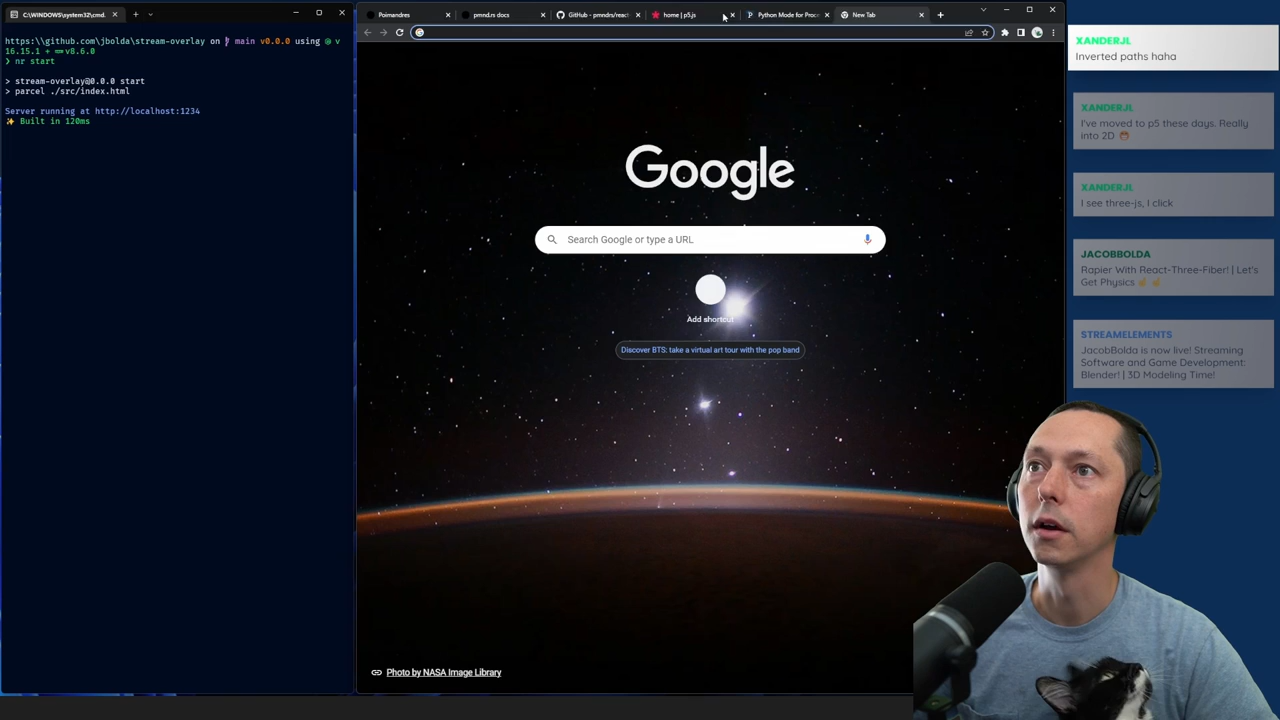 C:\WINDOWS\system32\cmd.
Poimandres
pmnd.rs docs
GitHub - pmndrs/react
home | p5.js
Python Mode for Proc
New Tab
https:\\github.com\jbolda\stream-overlay on main v0.0.0 using v
16.15.1 + v8.6.0
❯ nr start
> stream-overlay@0.0.0 start
> parcel ./src/index.html
Server running at http://localhost:1234
✨ Built in 120ms
Google
Search Google or type a URL
Add shortcut
Discover BTS: take a virtual art tour with the pop band
Photo by NASA Image Library
XANDERJL
Inverted paths haha
XANDERJL
I've moved to p5 these days. Really
into 2D
XANDERJL
I see three-js, I click
JACOBBOLDA
Rapier With React-Three-Fiber! | Let's
Get Physics
STREAMELEMENTS
JacobBolda is now live! Streaming
Software and Game Development:
Blender! | 3D Modeling Time!